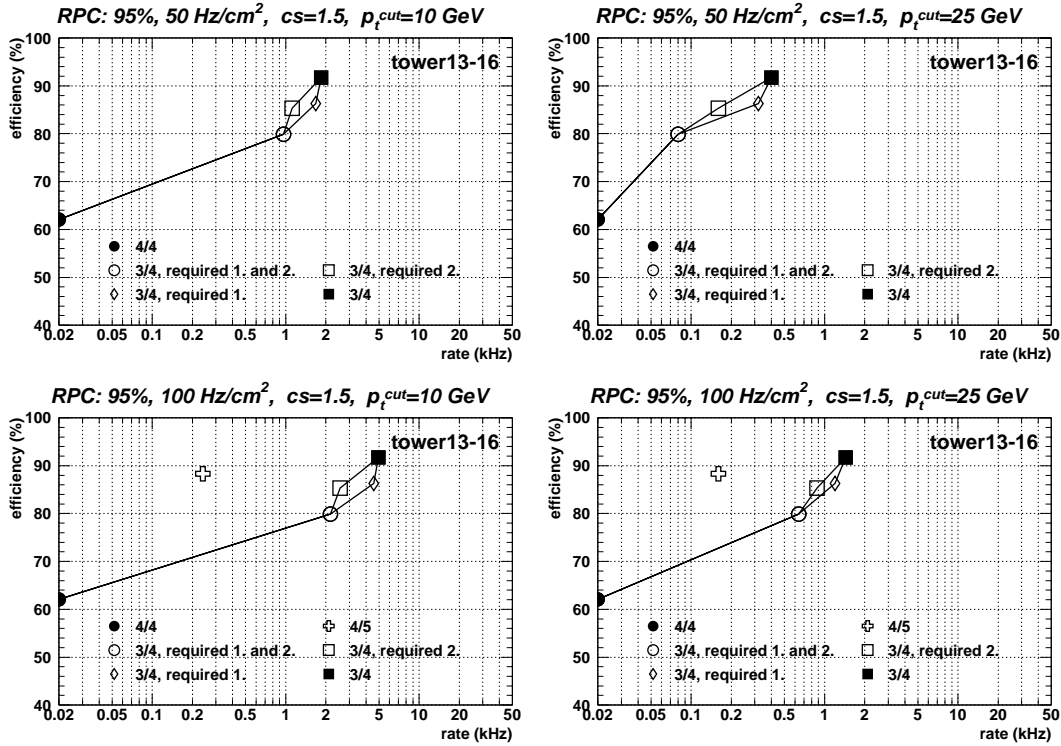 RPC: 95%, 50 Hz/cm², cs=1.5, pₜᶜᵘᵗ=10 GeV
efficiency (%)
100
90
80
70
60
50
40
tower13-16
4/4
3/4, required 1. and 2.
3/4, required 2.
3/4, required 1.
3/4
0.02 0.1 0.2 1 2 5 10 20 50
rate (kHz)
RPC: 95%, 50 Hz/cm², cs=1.5, pₜᶜᵘᵗ=25 GeV
efficiency (%)
100
90
80
70
60
50
40
tower13-16
4/4
3/4, required 1. and 2.
3/4, required 2.
3/4, required 1.
3/4
0.02 0.1 0.2 0.5 1 2 5 10 20 50
rate (kHz)
RPC: 95%, 100 Hz/cm², cs=1.5, pₜᶜᵘᵗ=10 GeV
efficiency (%)
100
90
80
70
60
50
40
tower13-16
4/4
4/5
3/4, required 1. and 2.
3/4, required 2.
3/4, required 1.
3/4
0.02 0.1 0.2 0.5 1 2 5 10 20 50
rate (kHz)
RPC: 95%, 100 Hz/cm², cs=1.5, pₜᶜᵘᵗ=25 GeV
efficiency (%)
100
90
80
70
60
50
40
tower13-16
4/4
4/5
3/4, required 1. and 2.
3/4, required 2.
3/4, required 1.
3/4
0.02 0.1 0.2 0.5 1 2 5 10 20 50
rate (kHz)